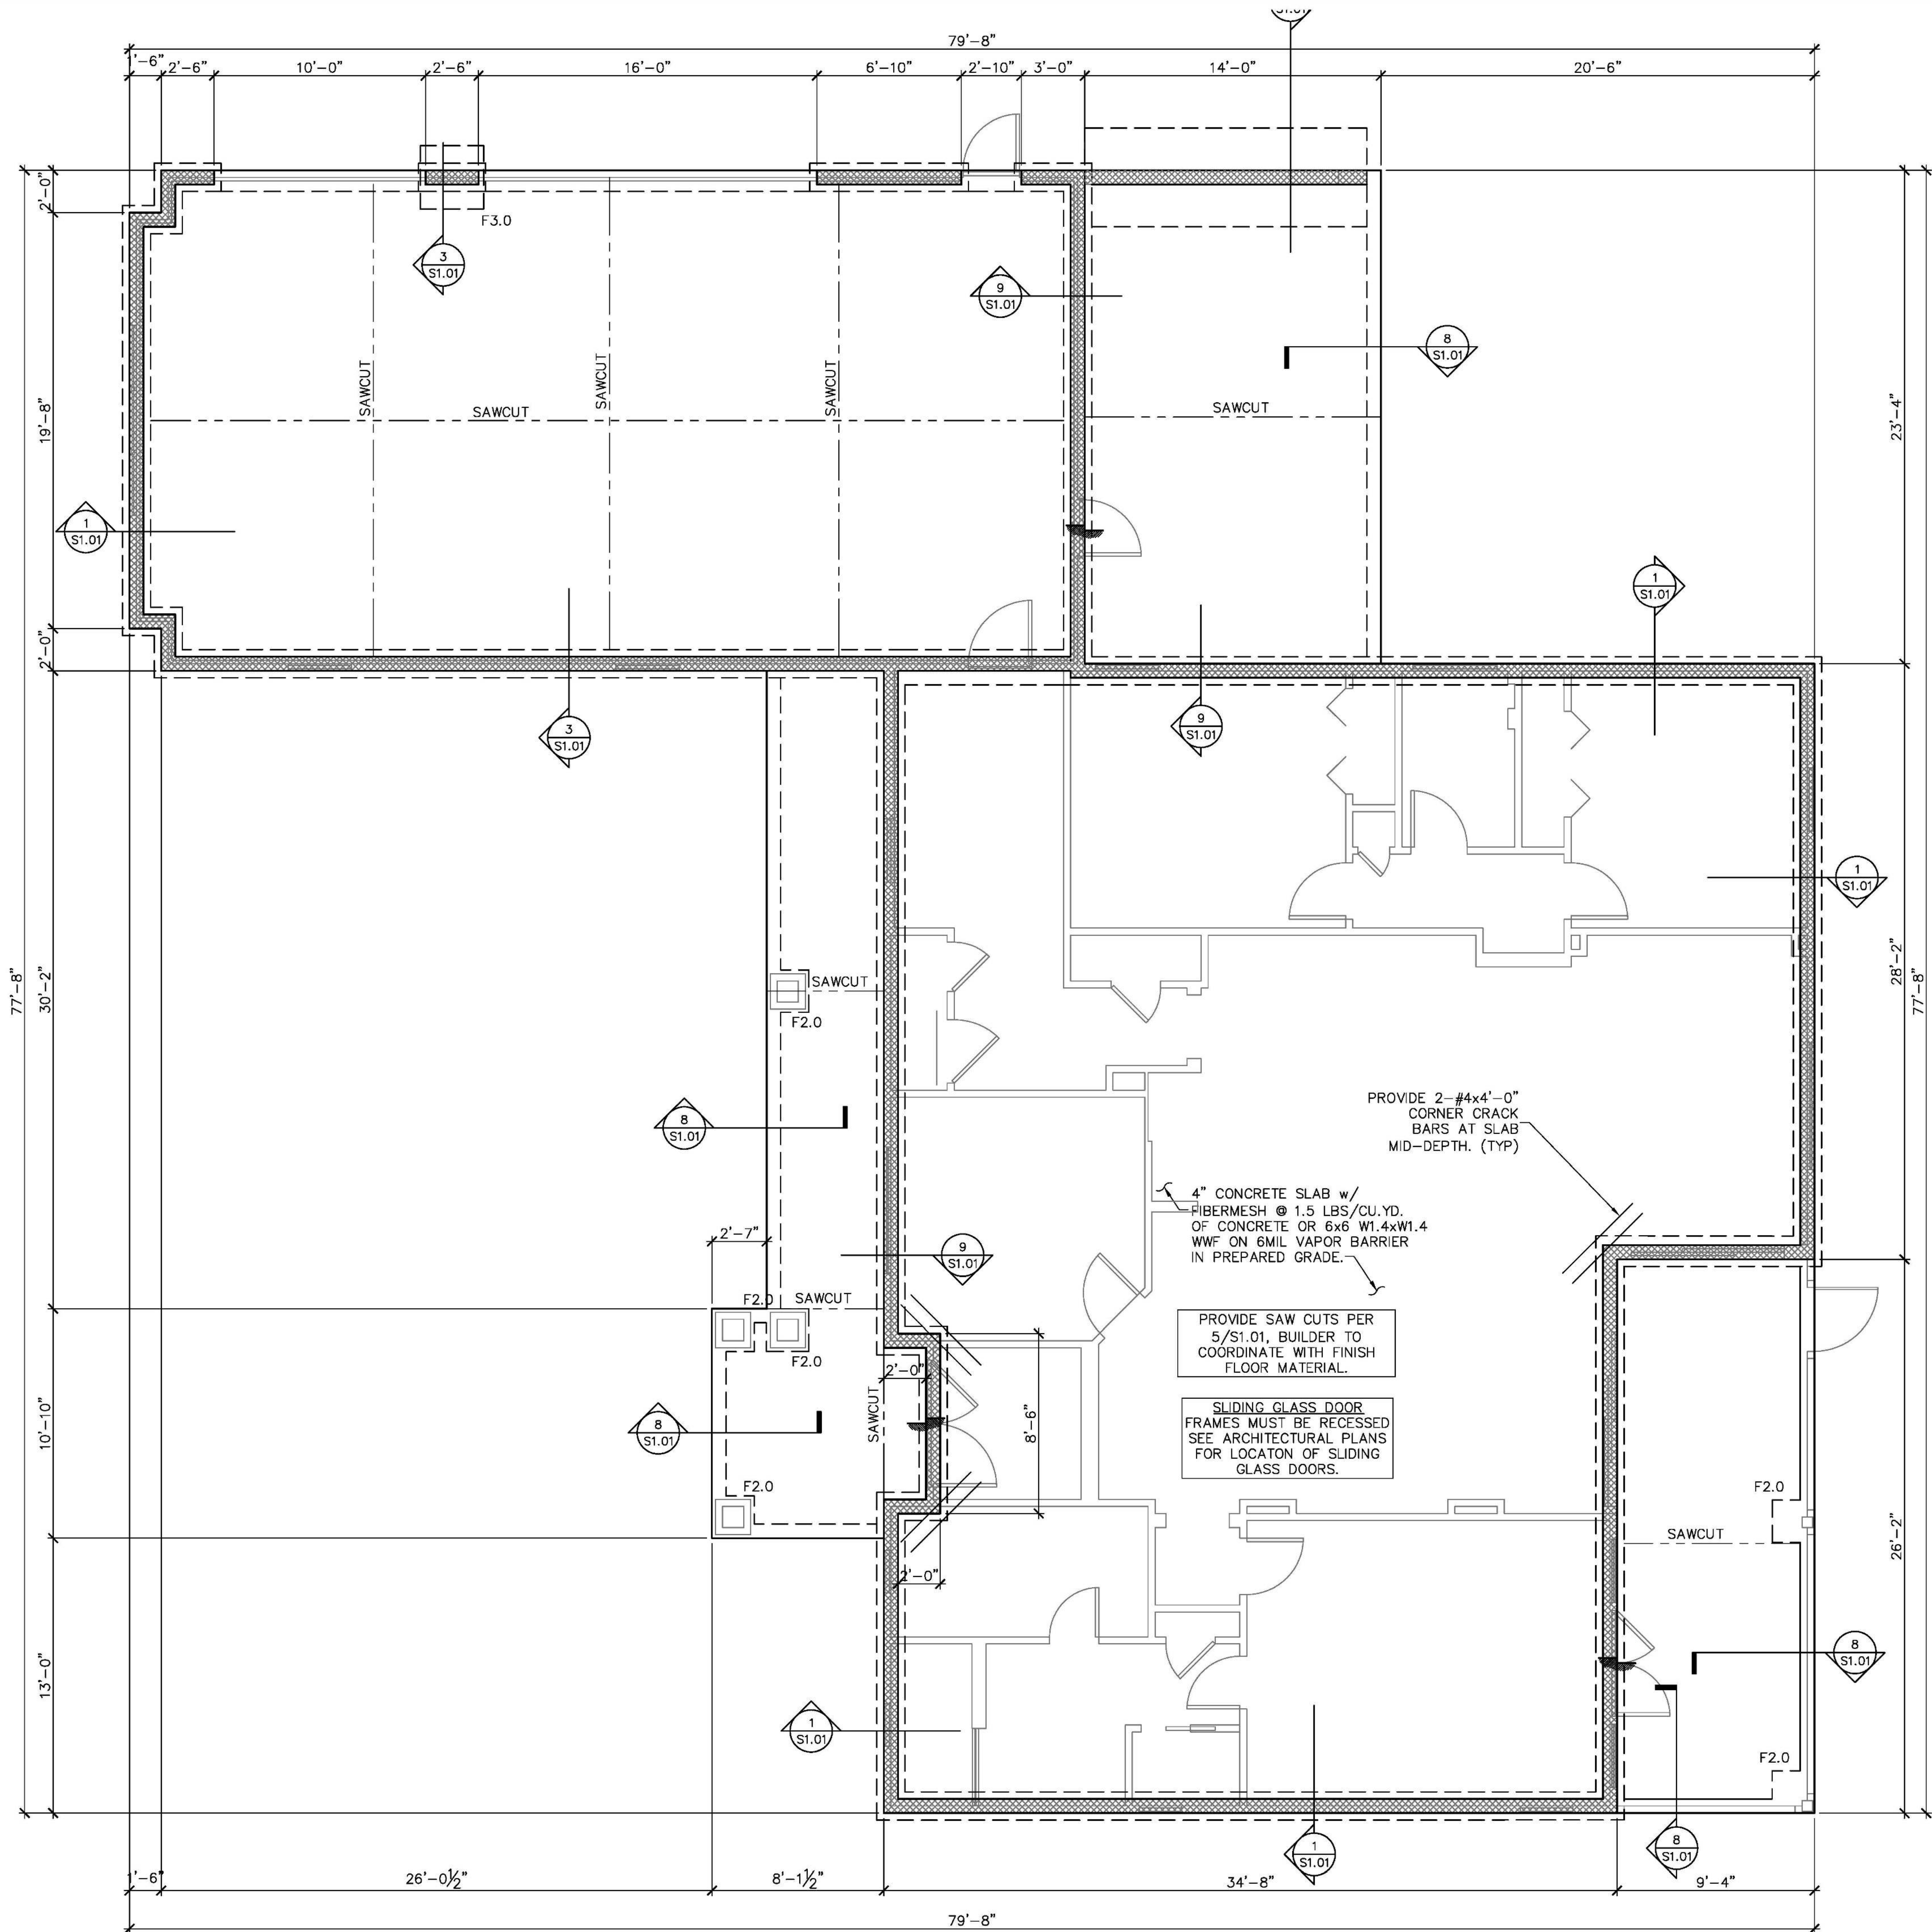 S1.01
79'-8"
1'-6" 2'-6" 10'-0" 2'-6" 16'-0" 6'-10" 2'-10" 3'-0" 14'-0" 20'-6"
2'-0"
F3.0
3
S1.01
9
S1.01
8
S1.01
SAWCUT
SAWCUT
SAWCUT
SAWCUT
SAWCUT
19'-8"
23'-4"
1
S1.01
1
S1.01
2'-0"
3
S1.01
9
S1.01
1
S1.01
77'-8"
30'-2"
28'-2"
77'-8"
SAWCUT
F2.0
8
S1.01
PROVIDE 2-#4x4'-0"
CORNER CRACK
BARS AT SLAB
MID-DEPTH. (TYP)
4" CONCRETE SLAB w/
FIBERMESH @ 1.5 LBS/CU.YD.
OF CONCRETE OR 6x6 W1.4xW1.4
WWF ON 6MIL VAPOR BARRIER
IN PREPARED GRADE.
2'-7"
9
S1.01
F2.0 SAWCUT
F2.0
PROVIDE SAW CUTS PER
5/S1.01, BUILDER TO
COORDINATE WITH FINISH
FLOOR MATERIAL.
2'-0"
SAWCUT
8'-6"
10'-10"
8
S1.01
SLIDING GLASS DOOR
FRAMES MUST BE RECESSED
SEE ARCHITECTURAL PLANS
FOR LOCATON OF SLIDING
GLASS DOORS.
F2.0
F2.0
SAWCUT
26'-2"
2'-0"
13'-0"
8
S1.01
1
S1.01
F2.0
1
S1.01
8
S1.01
1'-6" 26'-0½" 8'-1½" 34'-8" 9'-4"
79'-8"